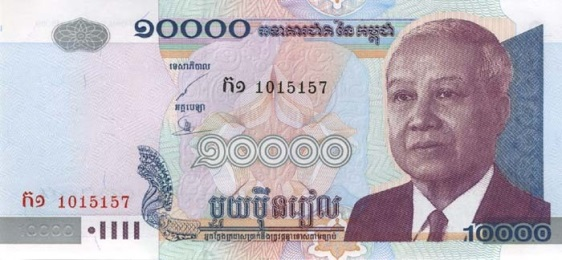 ១០០០០ ធនាគារជាតិ នៃ កម្ពុជា
ទេសាភិបាល
ក១ 1015157
អគ្គបេឡា
១០០០០
ក១ 1015157
មួយម៉ឺនរៀល
10000
10000